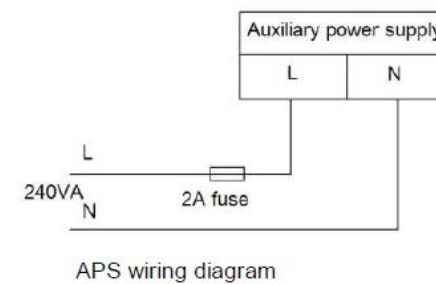 Auxiliary power supply
L N
L
240VA
N
2A fuse
APS wiring diagram